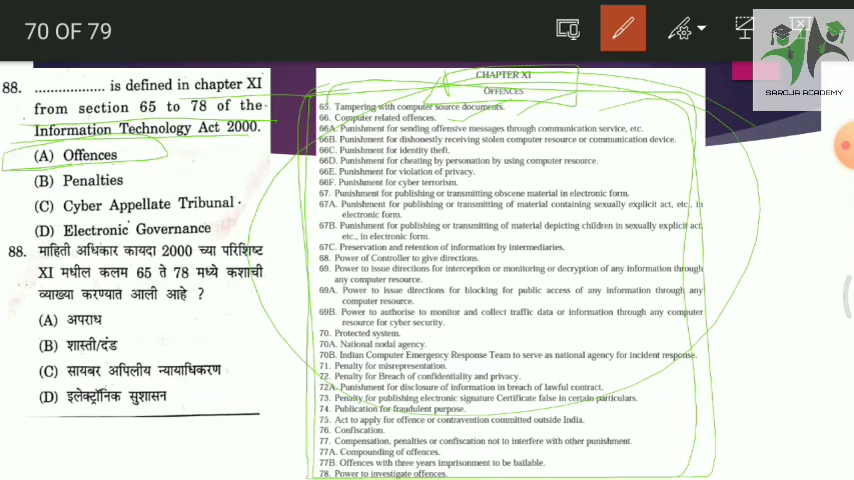 70 OF 79
SAROJA ACADEMY
88. .................. is defined in chapter XI
from section 65 to 78 of the
Information Technology Act 2000.
(A) Offences
(B) Penalties
(C) Cyber Appellate Tribunal
(D) Electronic Governance
88. माहिती अधिकार कायदा 2000 च्या परिशिष्ट
XI मधील कलम 65 ते 78 मध्ये कशाची
व्याख्या करण्यात आली आहे ?
(A) अपराध
(B) शास्ती/दंड
(C) सायबर अपिलीय न्यायाधिकरण
(D) इलेक्ट्रॉनिक सुशासन
CHAPTER XI
OFFENCES
65. Tampering with computer source documents.
66. Computer related offences.
66A. Punishment for sending offensive messages through communication service, etc.
66B. Punishment for dishonestly receiving stolen computer resource or communication device.
66C. Punishment for identity theft.
66D. Punishment for cheating by personation by using computer resource.
66E. Punishment for violation of privacy.
66F. Punishment for cyber terrorism.
67. Punishment for publishing or transmitting obscene material in electronic form.
67A. Punishment for publishing or transmitting of material containing sexually explicit act, etc., in
electronic form.
67B. Punishment for publishing or transmitting of material depicting children in sexually explicit act,
etc., in electronic form.
67C. Preservation and retention of information by intermediaries.
68. Power of Controller to give directions.
69. Power to issue directions for interception or monitoring or decryption of any information through
any computer resource.
69A. Power to issue directions for blocking for public access of any information through any
computer resource.
69B. Power to authorise to monitor and collect traffic data or information through any computer
resource for cyber security.
70. Protected system.
70A. National nodal agency.
70B. Indian Computer Emergency Response Team to serve as national agency for incident response.
71. Penalty for misrepresentation.
72. Penalty for Breach of confidentiality and privacy.
72A. Punishment for disclosure of information in breach of lawful contract.
73. Penalty for publishing electronic signature Certificate false in certain particulars.
74. Publication for fraudulent purpose.
75. Act to apply for offence or contravention committed outside India.
76. Confiscation.
77. Compensation, penalties or confiscation not to interfere with other punishment.
77A. Compounding of offences.
77B. Offences with three years imprisonment to be bailable.
78. Power to investigate offences.